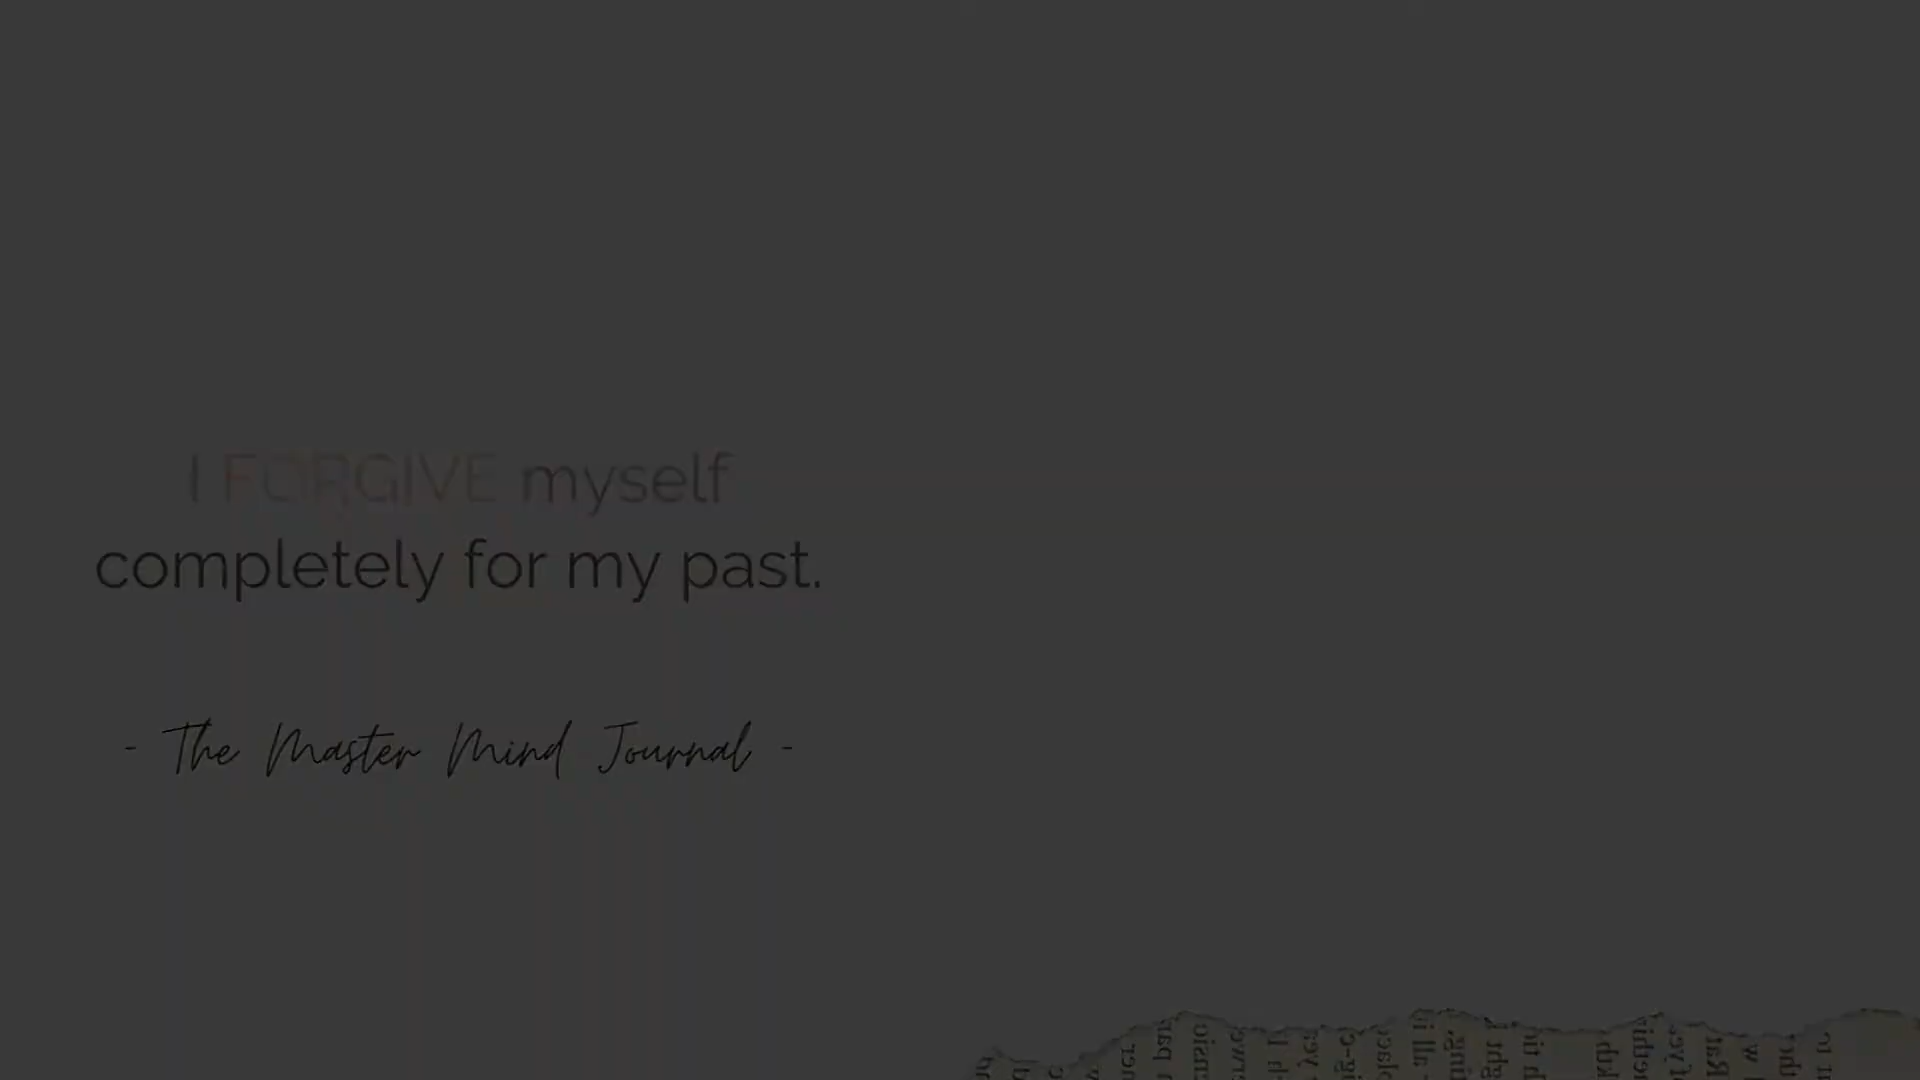 I FORGIVE myself
completely for my past.
- The Master Mind Journal -